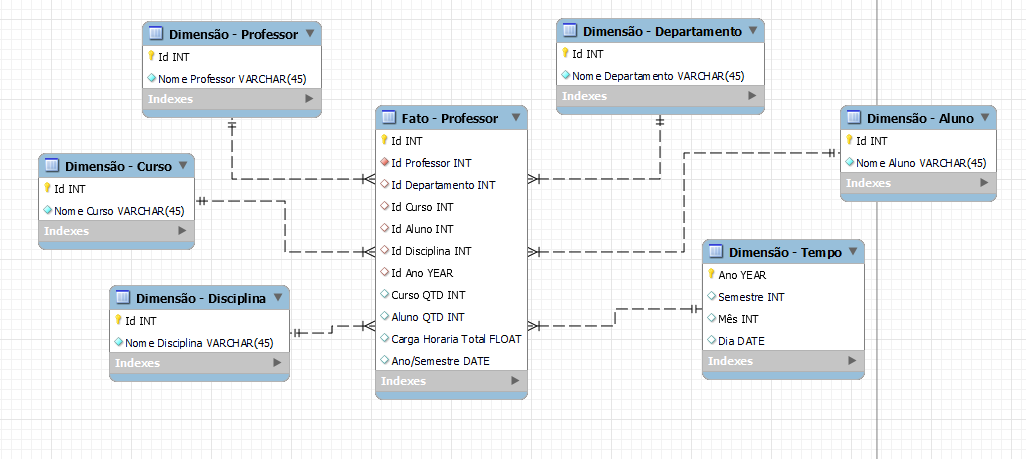 Dimensão - Professor
Id INT
Nome Professor VARCHAR(45)
Indexes
Dimensão - Departamento
Id INT
Nome Departamento VARCHAR(45)
Indexes
Fato - Professor
Id INT
Id Professor INT
Id Departamento INT
Id Curso INT
Id Aluno INT
Id Disciplina INT
Id Ano YEAR
Curso QTD INT
Aluno QTD INT
Carga Horaria Total FLOAT
Ano/Semestre DATE
Indexes
Dimensão - Aluno
Id INT
Nome Aluno VARCHAR(45)
Indexes
Dimensão - Curso
Id INT
Nome Curso VARCHAR(45)
Indexes
Dimensão - Tempo
Ano YEAR
Semestre INT
Mês INT
Dia DATE
Indexes
Dimensão - Disciplina
Id INT
Nome Disciplina VARCHAR(45)
Indexes